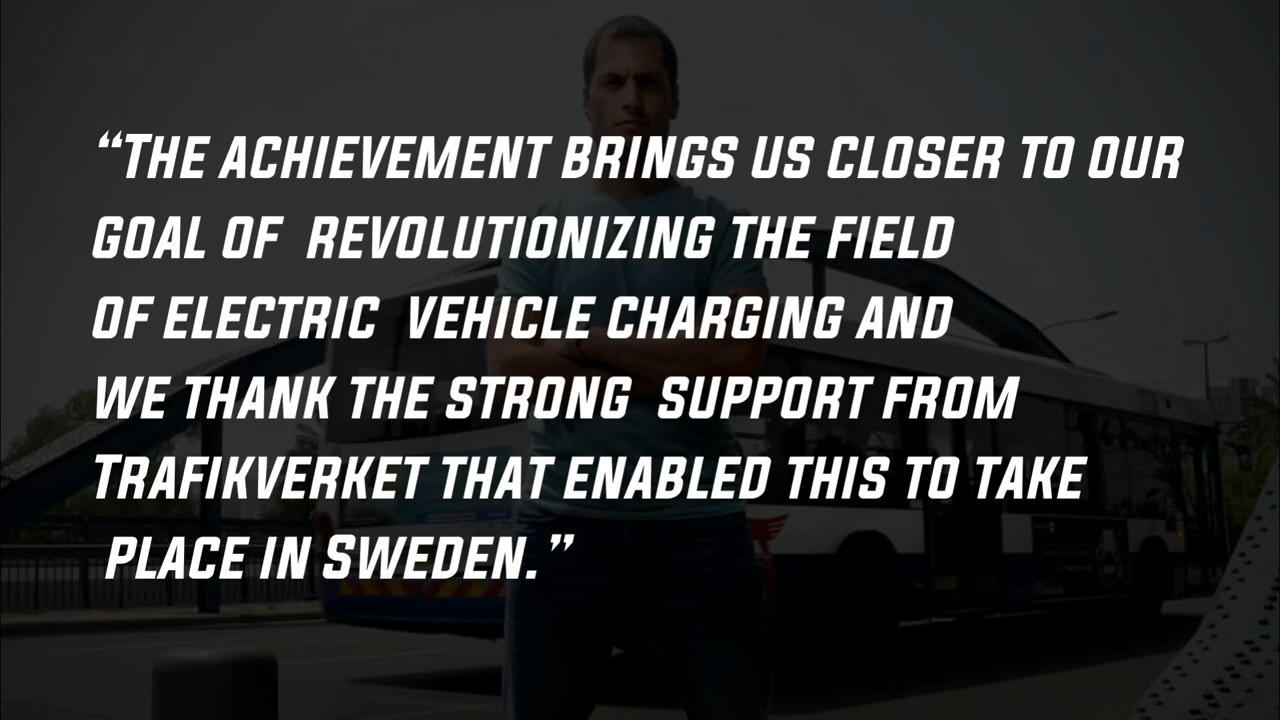 “The achievement brings us closer to our
goal of revolutionizing the field
of electric vehicle charging and
we thank the strong support from
Trafikverket that enabled this to take
place in Sweden.”